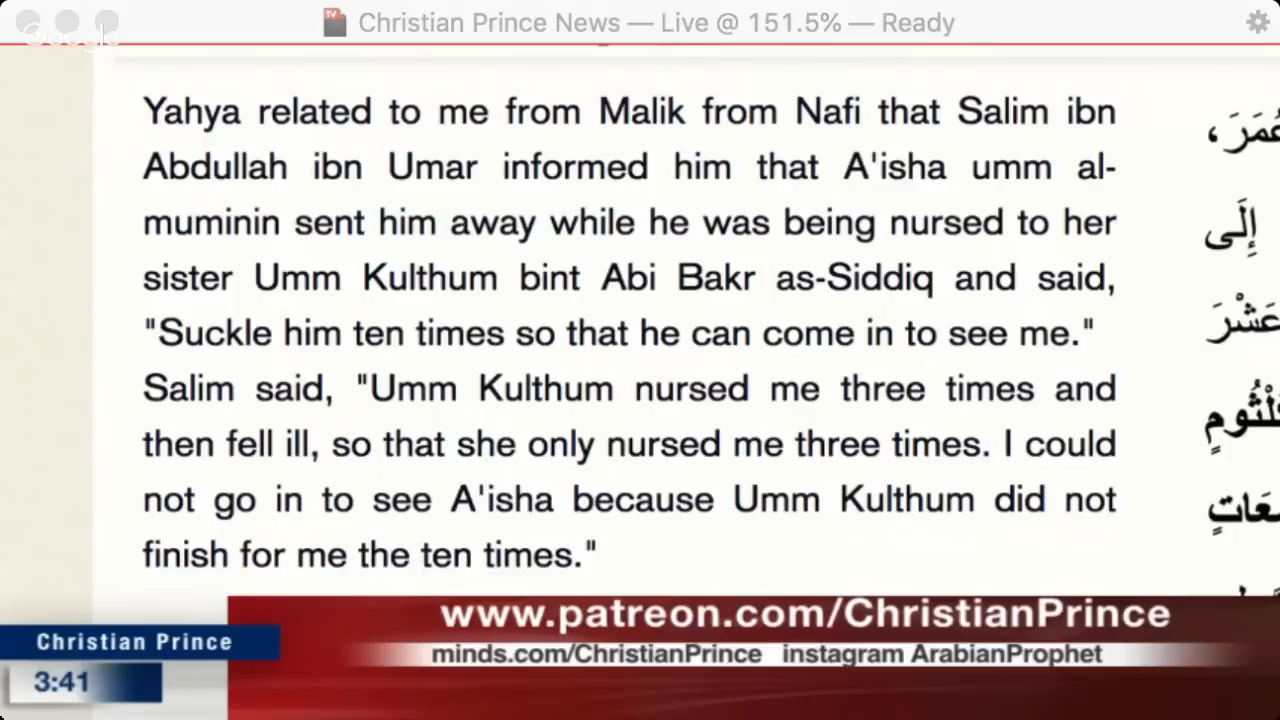 Christian Prince News — Live @ 151.5% — Ready
Google
Yahya related to me from Malik from Nafi that Salim ibn
Abdullah ibn Umar informed him that A'isha umm al-
muminin sent him away while he was being nursed to her
sister Umm Kulthum bint Abi Bakr as-Siddiq and said,
"Suckle him ten times so that he can come in to see me."
Salim said, "Umm Kulthum nursed me three times and
then fell ill, so that she only nursed me three times. I could
not go in to see A'isha because Umm Kulthum did not
finish for me the ten times."
عُمَرَ،
إِلَى
عَشْرَ
www.patreon.com/ChristianPrince
minds.com/ChristianPrince instagram ArabianProphet
Christian Prince
3:41
TV